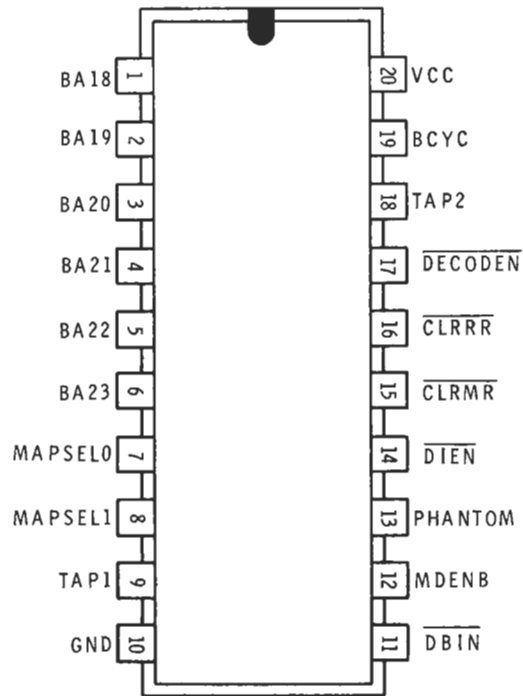 BA18 1 20 VCC
BA19 2 19 BCYC
BA20 3 18 TAP2
BA21 4 17 DECODEN
BA22 5 16 CLRRR
BA23 6 15 CLRMR
MAPSEL0 7 14 DIEN
MAPSEL1 8 13 PHANTOM
TAP1 9 12 MDENB
GND 10 11 DBIN